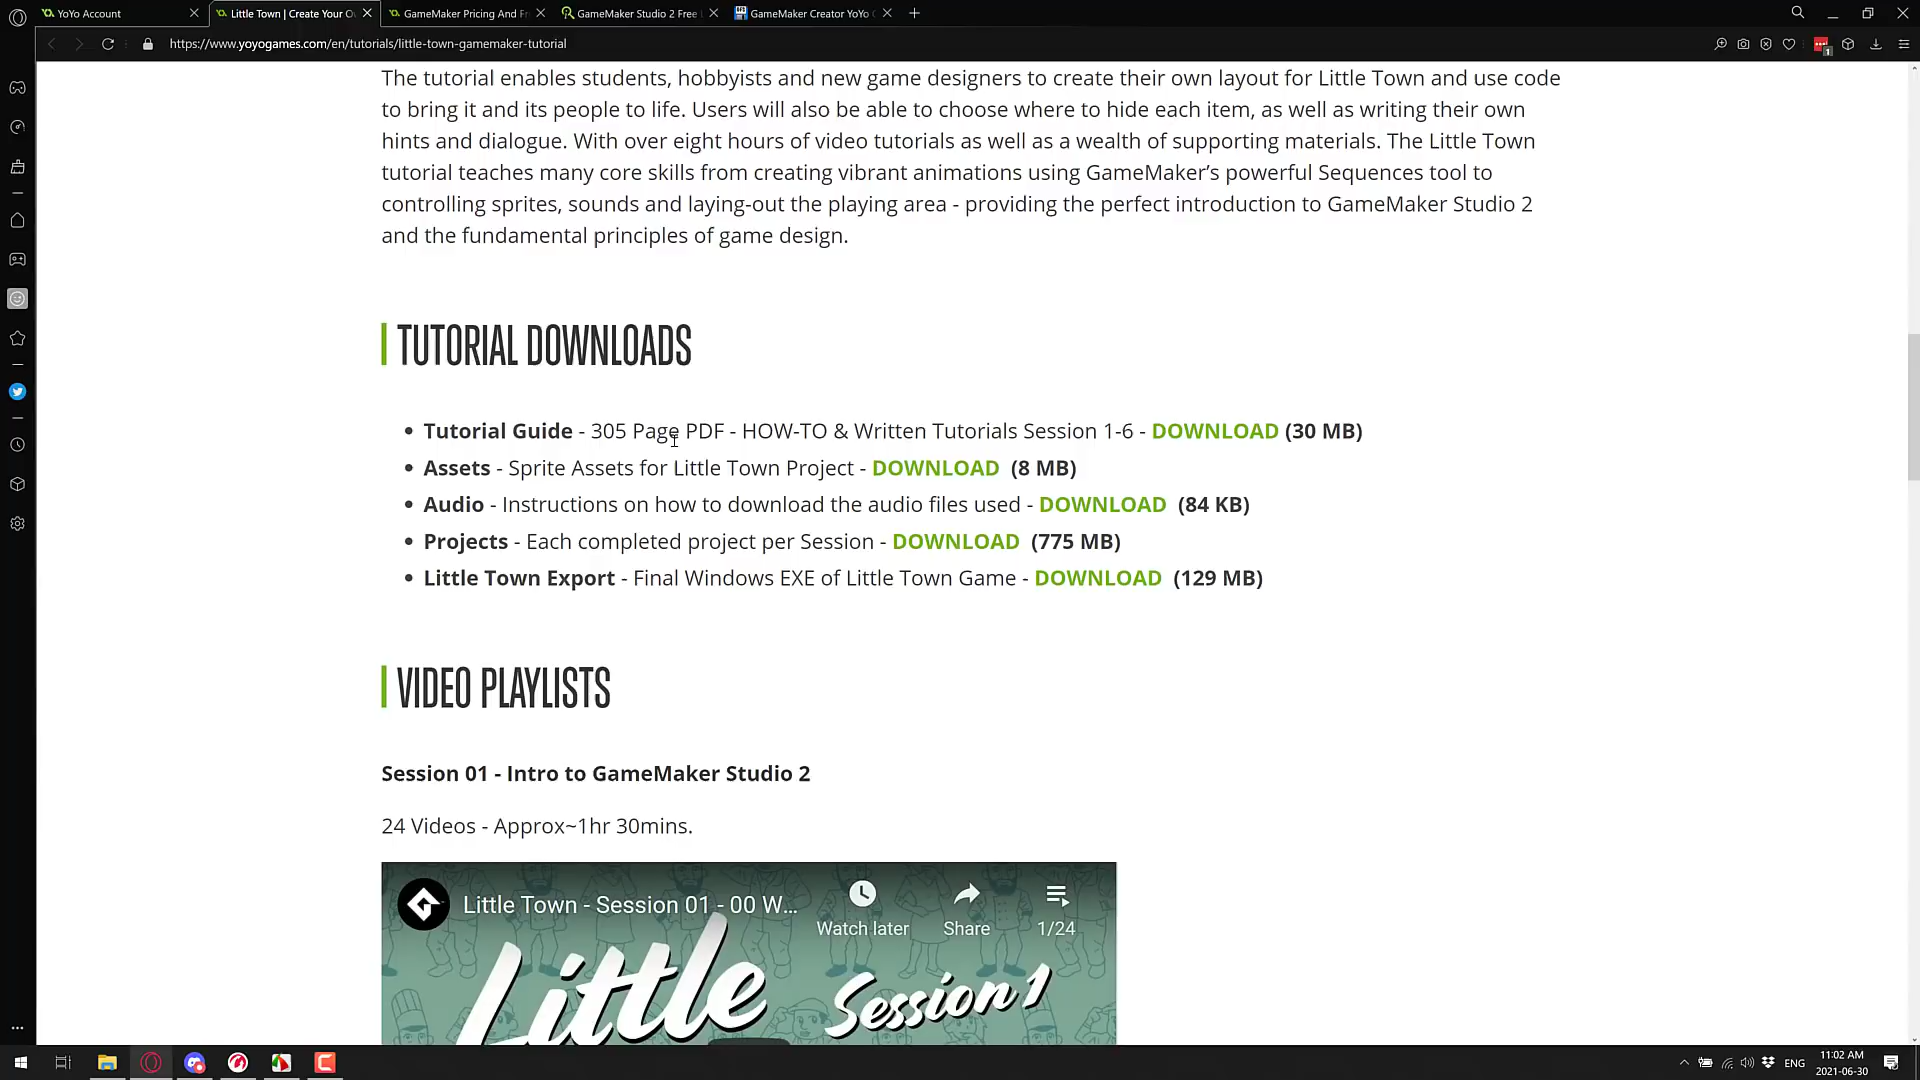 YoYo Account
Little Town | Create Your O
GameMaker Pricing And F
GameMaker Studio 2 Free
GameMaker Creator YoYo
https://www.yoyogames.com/en/tutorials/little-town-gamemaker-tutorial
1
The tutorial enables students, hobbyists and new game designers to create their own layout for Little Town and use code
to bring it and its people to life. Users will also be able to choose where to hide each item, as well as writing their own
hints and dialogue. With over eight hours of video tutorials as well as a wealth of supporting materials. The Little Town
tutorial teaches many core skills from creating vibrant animations using GameMaker’s powerful Sequences tool to
controlling sprites, sounds and laying-out the playing area - providing the perfect introduction to GameMaker Studio 2
and the fundamental principles of game design.
TUTORIAL DOWNLOADS
• Tutorial Guide - 305 Page PDF - HOW-TO & Written Tutorials Session 1-6 - DOWNLOAD (30 MB)
• Assets - Sprite Assets for Little Town Project - DOWNLOAD (8 MB)
• Audio - Instructions on how to download the audio files used - DOWNLOAD (84 KB)
• Projects - Each completed project per Session - DOWNLOAD (775 MB)
• Little Town Export - Final Windows EXE of Little Town Game - DOWNLOAD (129 MB)
VIDEO PLAYLISTS
Session 01 - Intro to GameMaker Studio 2
24 Videos - Approx~1hr 30mins.
Little Town - Session 01 - 00 W...
Watch later
Share
1/24
Little
Session 1
ENG
11:02 AM
2021-06-30